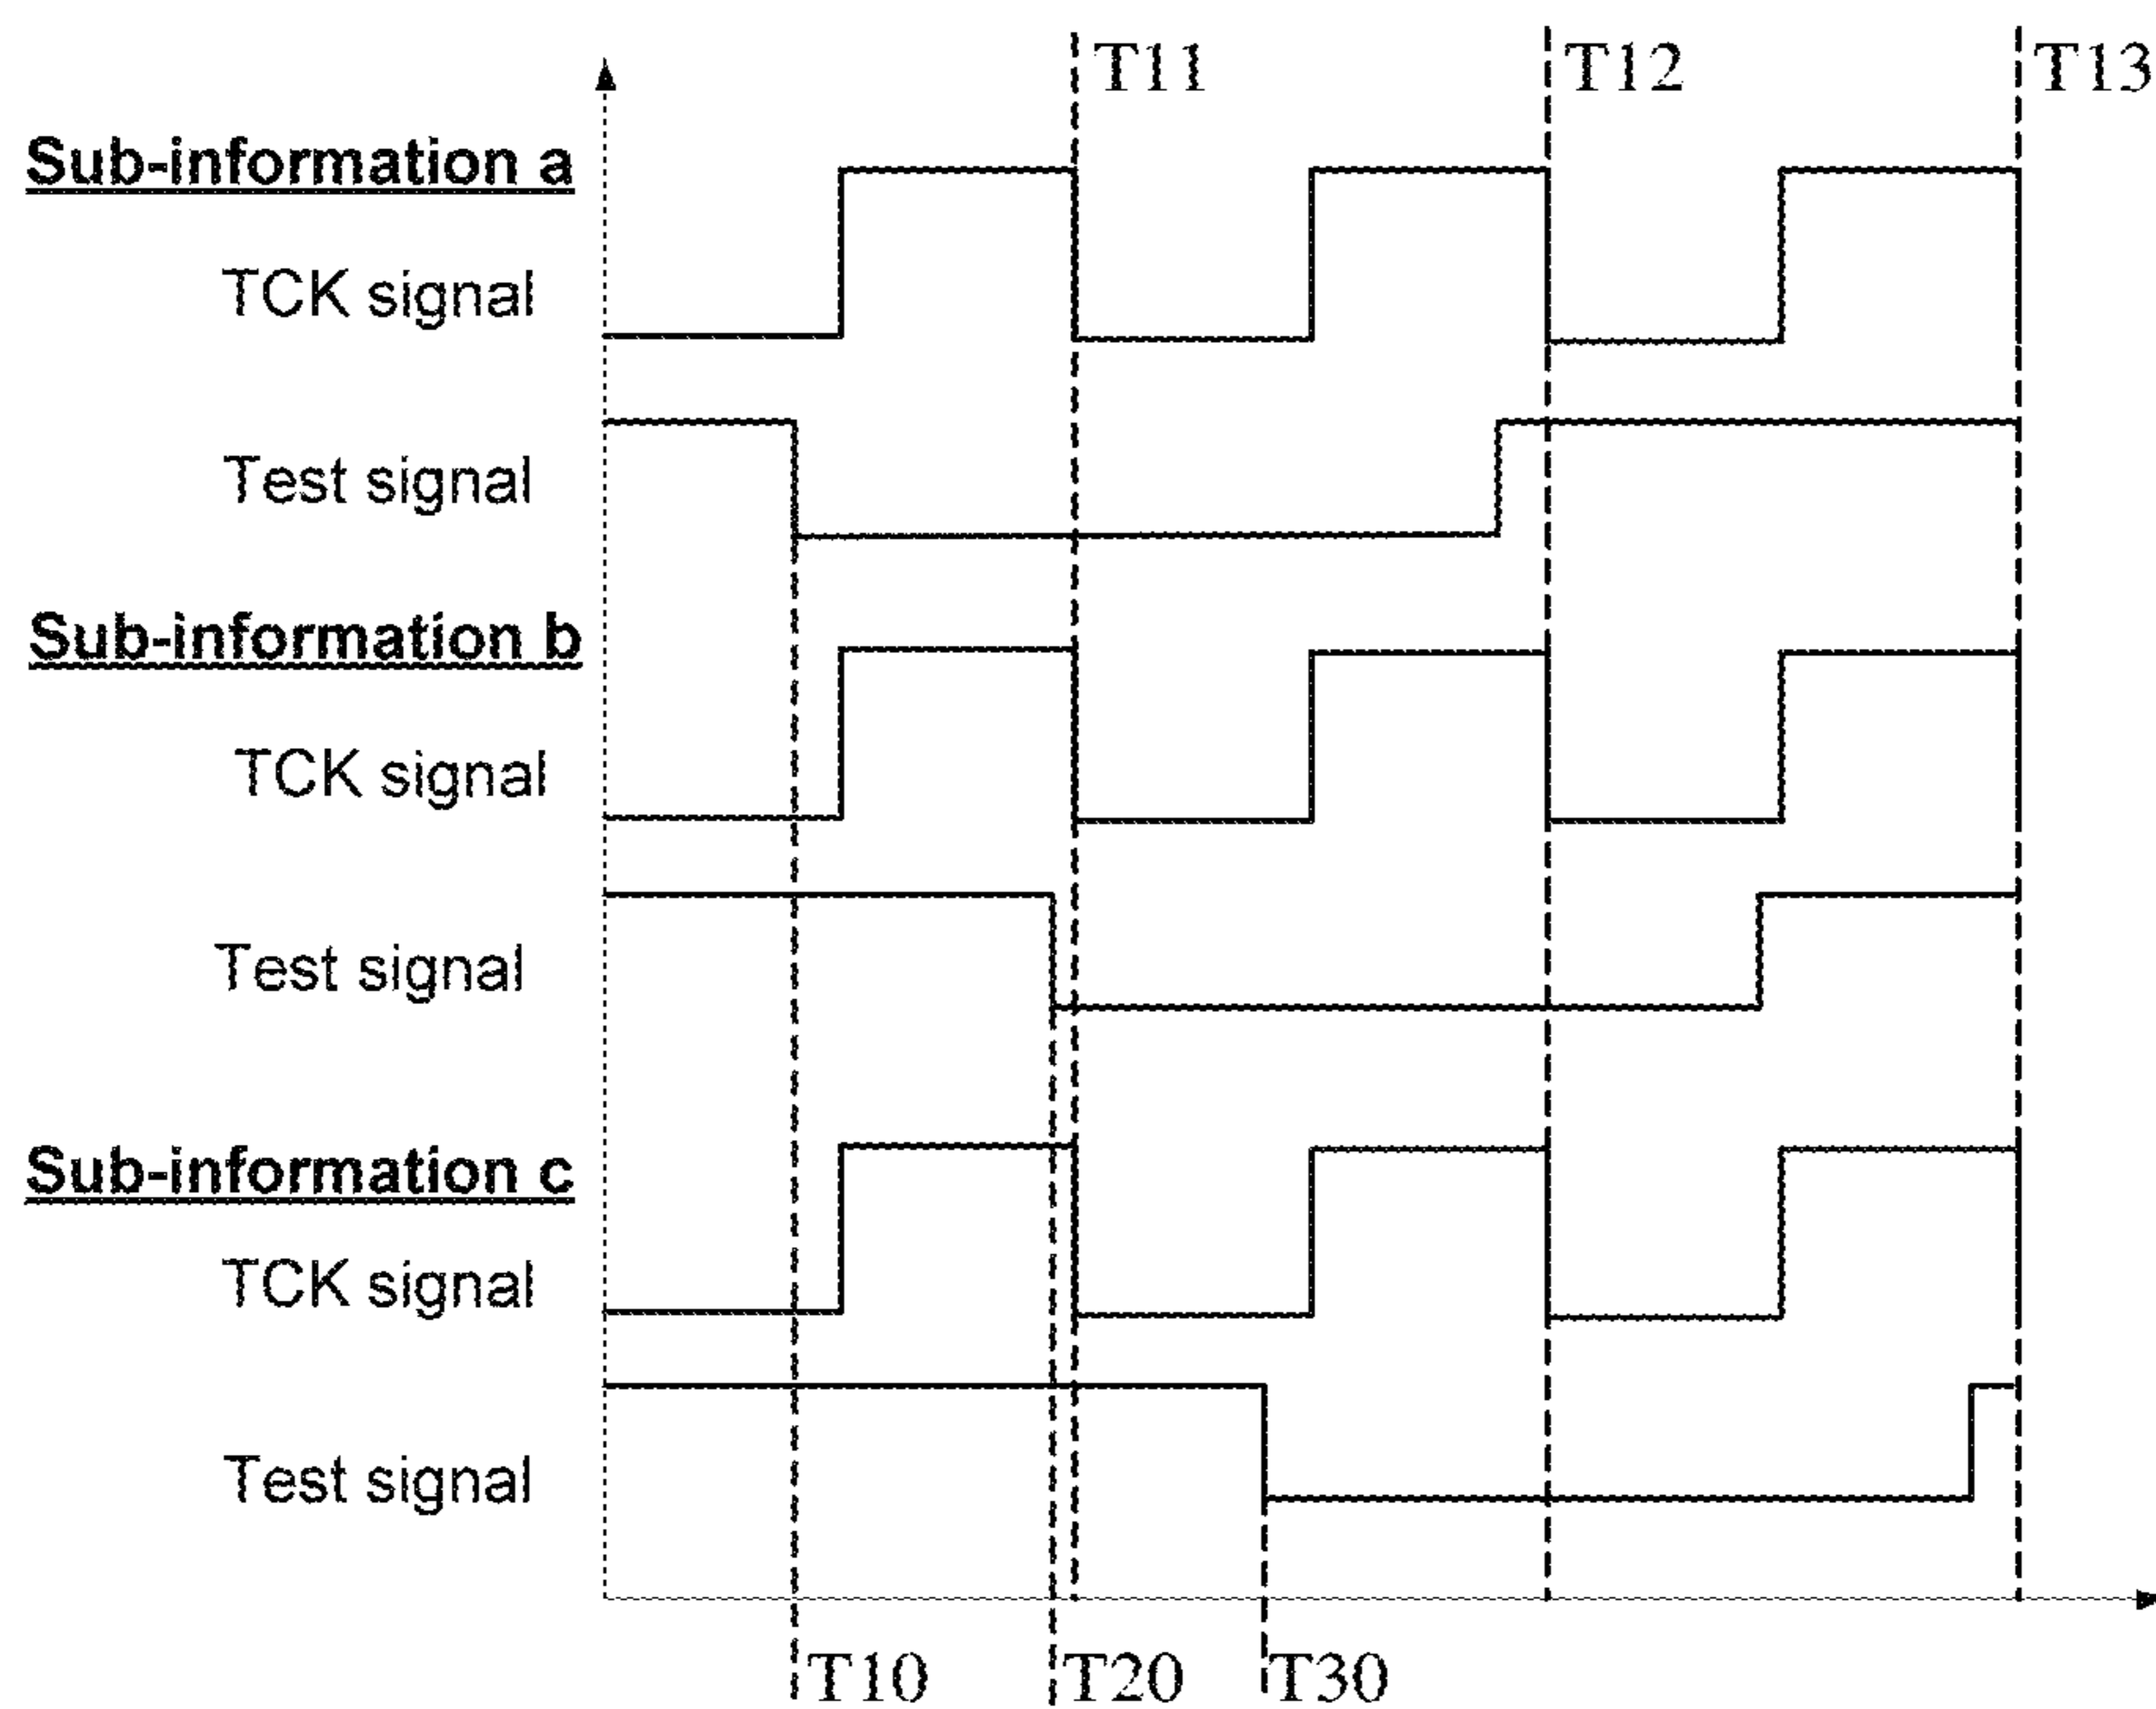 T11 T12 T13
Sub-information a
TCK signal
Test signal
Sub-information b
TCK signal
Test signal
Sub-information c
TCK signal
Test signal
T10 T20 T30